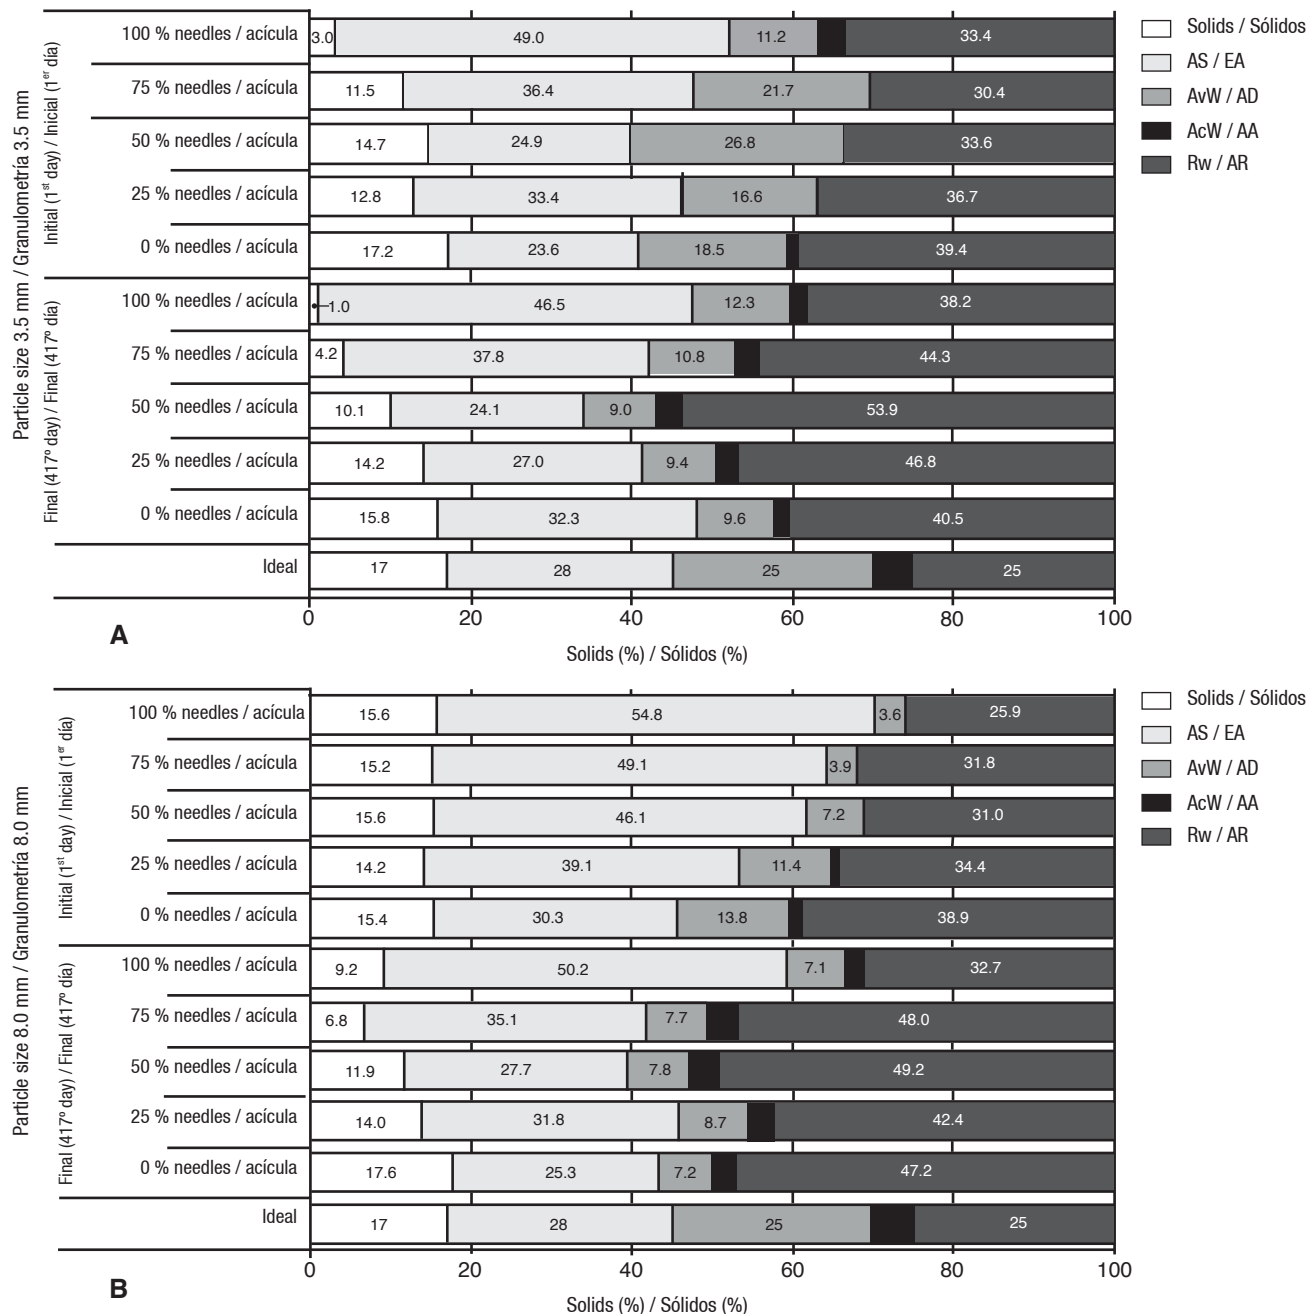 Particle size 3.5 mm / Granulometría 3.5 mm
Initial (1st day) / Inicial (1er día)
100 % needles / acícula 3.0 49.0 11.2 33.4
75 % needles / acícula 11.5 36.4 21.7 30.4
50 % needles / acícula 14.7 24.9 26.8 33.6
25 % needles / acícula 12.8 33.4 16.6 36.7
0 % needles / acícula 17.2 23.6 18.5 39.4
Final (417º day) / Final (417º día)
100 % needles / acícula 1.0 46.5 12.3 38.2
75 % needles / acícula 4.2 37.8 10.8 44.3
50 % needles / acícula 10.1 24.1 9.0 53.9
25 % needles / acícula 14.2 27.0 9.4 46.8
0 % needles / acícula 15.8 32.3 9.6 40.5
Ideal 17 28 25 25
0 20 40 60 80 100
A
Solids (%) / Sólidos (%)
Solids / Sólidos
AS / EA
AvW / AD
AcW / AA
Rw / AR
Particle size 8.0 mm / Granulometría 8.0 mm
Initial (1st day) / Inicial (1er día)
100 % needles / acícula 15.6 54.8 3.6 25.9
75 % needles / acícula 15.2 49.1 3.9 31.8
50 % needles / acícula 15.6 46.1 7.2 31.0
25 % needles / acícula 14.2 39.1 11.4 34.4
0 % needles / acícula 15.4 30.3 13.8 38.9
Final (417º day) / Final (417º día)
100 % needles / acícula 9.2 50.2 7.1 32.7
75 % needles / acícula 6.8 35.1 7.7 48.0
50 % needles / acícula 11.9 27.7 7.8 49.2
25 % needles / acícula 14.0 31.8 8.7 42.4
0 % needles / acícula 17.6 25.3 7.2 47.2
Ideal 17 28 25 25
0 20 40 60 80 100
B
Solids (%) / Sólidos (%)
Solids / Sólidos
AS / EA
AvW / AD
AcW / AA
Rw / AR